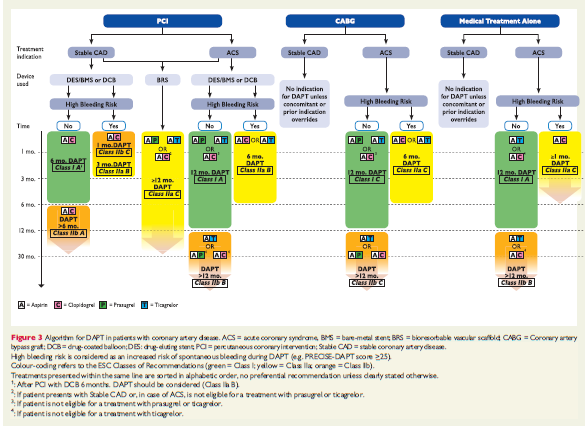 PCI CABG Medical Treatment Alone
Treatment indication
Stable CAD ACS Stable CAD ACS Stable CAD ACS
Device used
DES/BMS or DCB BRS DES/BMS or DCB
No indication for DAPT unless concomitant or prior indication overrides
No indication for DAPT unless concomitant or prior indication overrides
High Bleeding Risk High Bleeding Risk High Bleeding Risk High Bleeding Risk
Time
No Yes No Yes No Yes No Yes
1 mo.
3 mo.
6 mo.
12 mo.
30 mo.
A C
6 mo. DAPT
Class I A
A C
DAPT
>6 mo.
Class IIb A
A C
1 mo. DAPT
Class IIb C
3 mo. DAPT
Class IIa B
A P A T
OR
A C
≥12 mo.
DAPT
Class IIa C
A P A T
OR
A C
12 mo. DAPT
Class I A
A T
OR
A P A C
DAPT
>12 mo.
Class IIb B
A C OR A T
6 mo.
DAPT
Class IIa B
A P A T
OR
A C
12 mo. DAPT
Class I C
A T
OR
A P A C
DAPT
>12 mo.
Class IIb C
A C OR A T
6 mo.
DAPT
Class IIa C
A T
OR
A C
12 mo. DAPT
Class I A
A T
OR
A C
DAPT
>12 mo.
Class IIb B
A C
≥1 mo.
DAPT
Class IIa C
A = Aspirin C = Clopidogrel P = Prasugrel T = Ticagrelor
Figure 3 Algorithm for DAPT in patients with coronary artery disease. ACS = acute coronary syndrome, BMS = bare-metal stent; BRS = bioresorbable vascular scaffold; CABG = Coronary artery
bypass graft; DCB = drug-coated balloon; DES: drug-eluting stent; PCI = percutaneous coronary intervention; Stable CAD = stable coronary artery disease.
High bleeding risk is considered as an increased risk of spontaneous bleeding during DAPT (e.g. PRECISE-DAPT score ≥25).
Colour-coding refers to the ESC Classes of Recommendations (green = Class I; yellow = Class IIa; orange = Class IIb).
Treatments presented within the same line are sorted in alphabetic order, no preferential recommendation unless clearly stated otherwise.
1: After PCI with DCB 6 months. DAPT should be considered (Class IIa B).
2: If patient presents with Stable CAD or, in case of ACS, is not eligible for a treatment with prasugrel or ticagrelor.
3: If patient is not eligible for a treatment with prasugrel or ticagrelor.
4: If patient is not eligible for a treatment with ticagrelor.